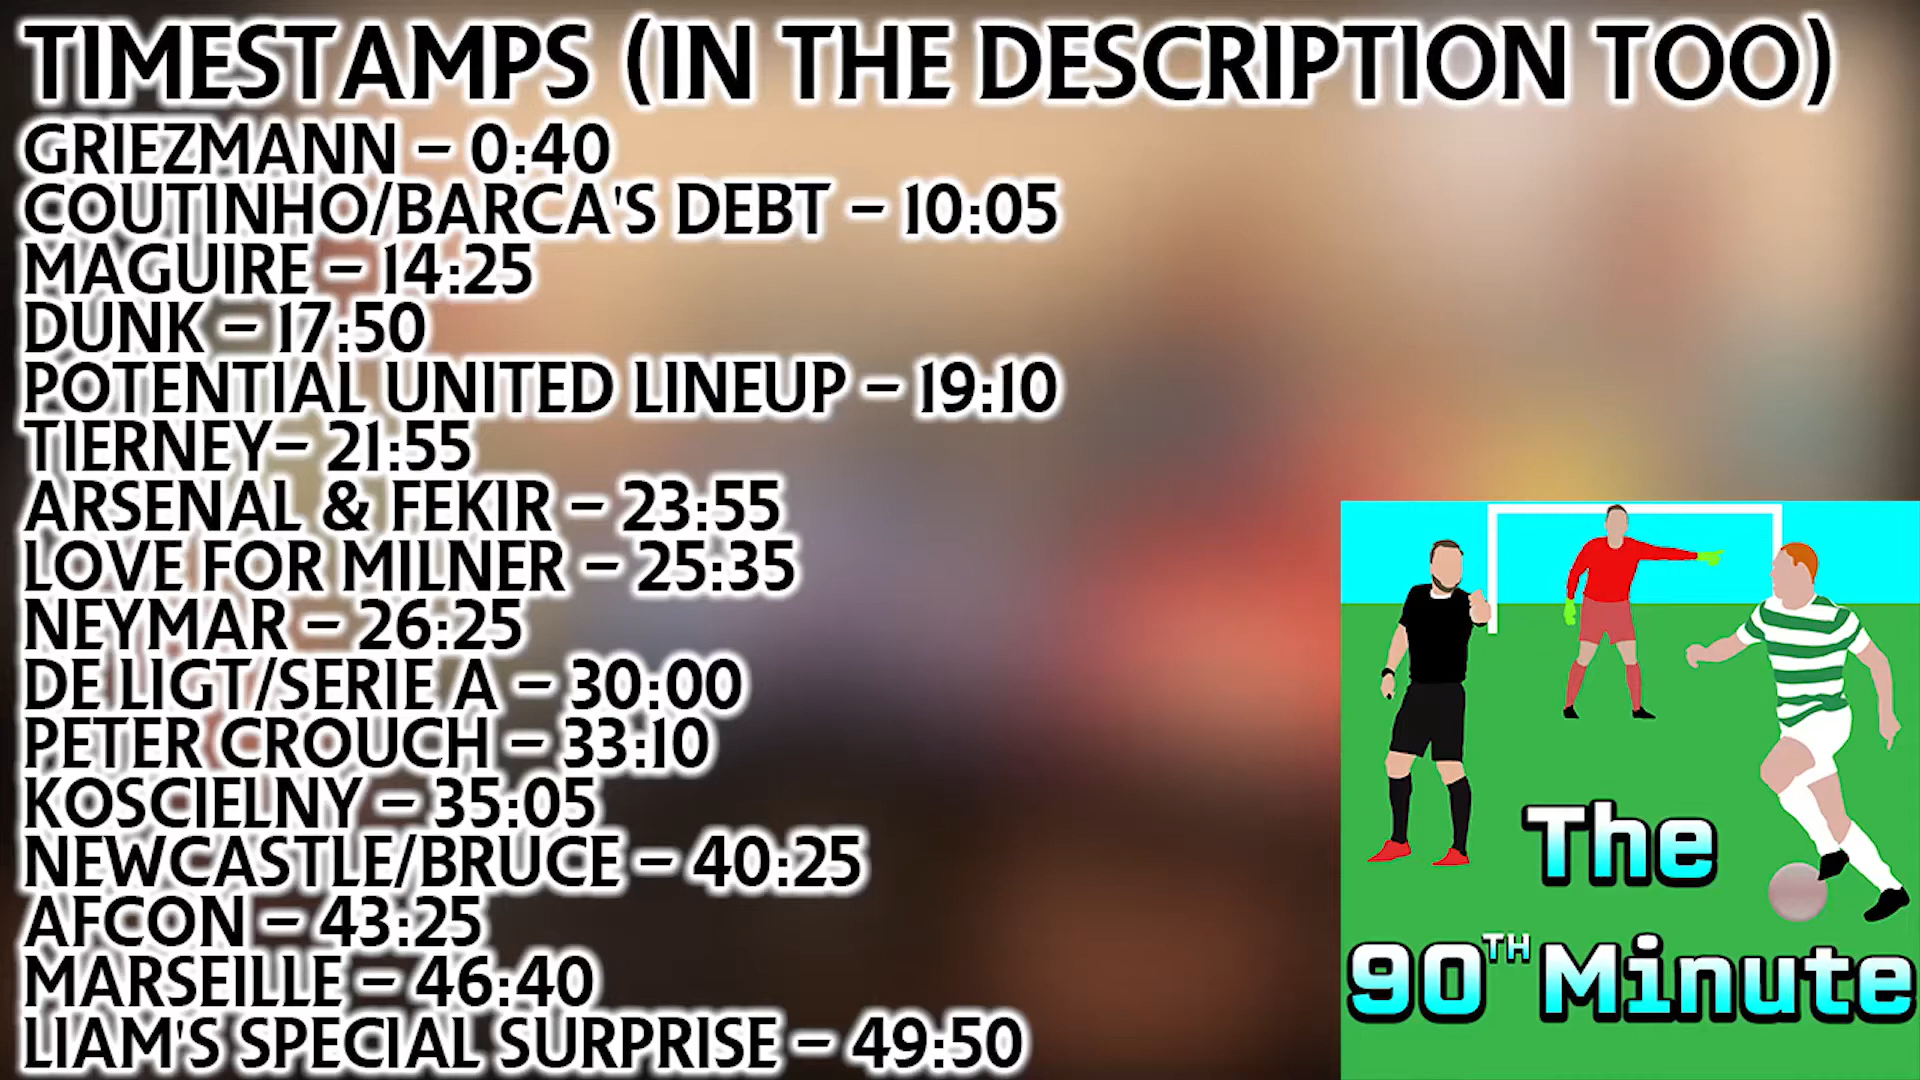 TIMESTAMPS (IN THE DESCRIPTION TOO)
GRIEZMANN – 0:40
COUTINHO/BARCA'S DEBT – 10:05
MAGUIRE – 14:25
DUNK – 17:50
POTENTIAL UNITED LINEUP – 19:10
TIERNEY– 21:55
ARSENAL & FEKIR – 23:55
LOVE FOR MILNER – 25:35
NEYMAR – 26:25
DE LIGT/SERIE A – 30:00
PETER CROUCH – 33:10
KOSCIELNY – 35:05
NEWCASTLE/BRUCE – 40:25
AFCON – 43:25
MARSEILLE – 46:40
LIAM'S SPECIAL SURPRISE – 49:50
The
90TH Minute